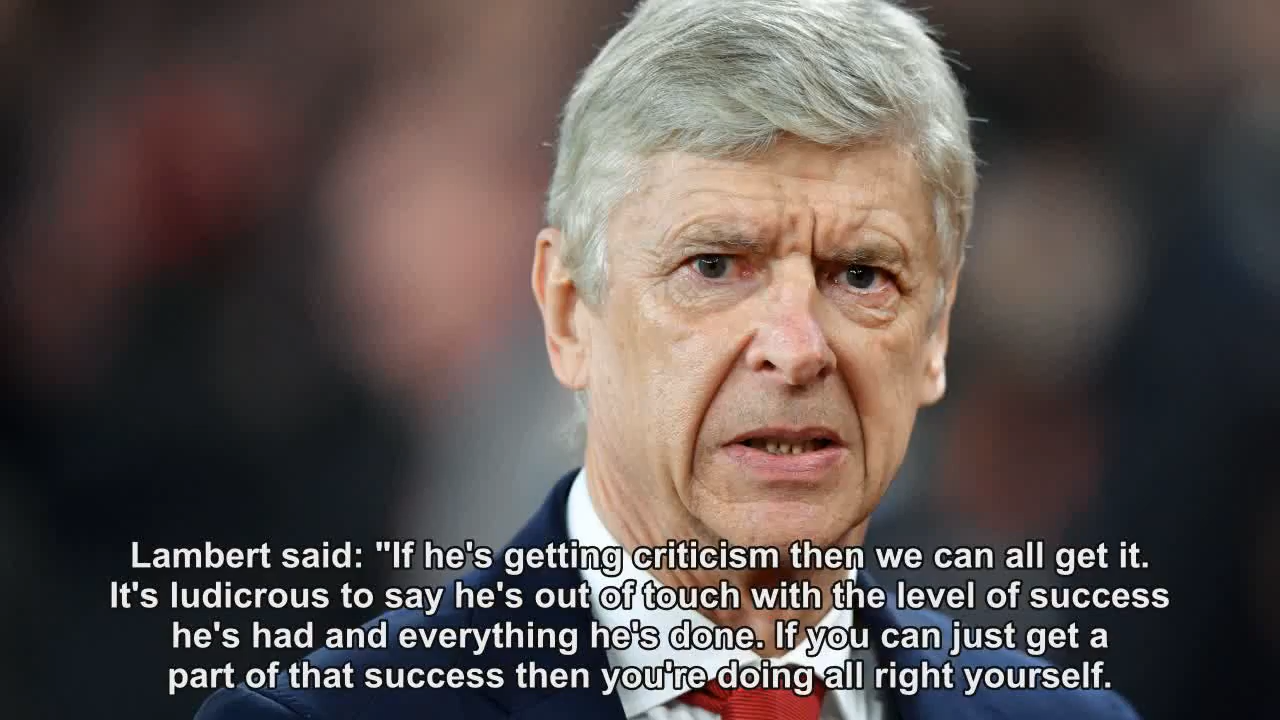 Lambert said: "If he's getting criticism then we can all get it.
It's ludicrous to say he's out of touch with the level of success
he's had and everything he's done. If you can just get a
part of that success then you're doing all right yourself.